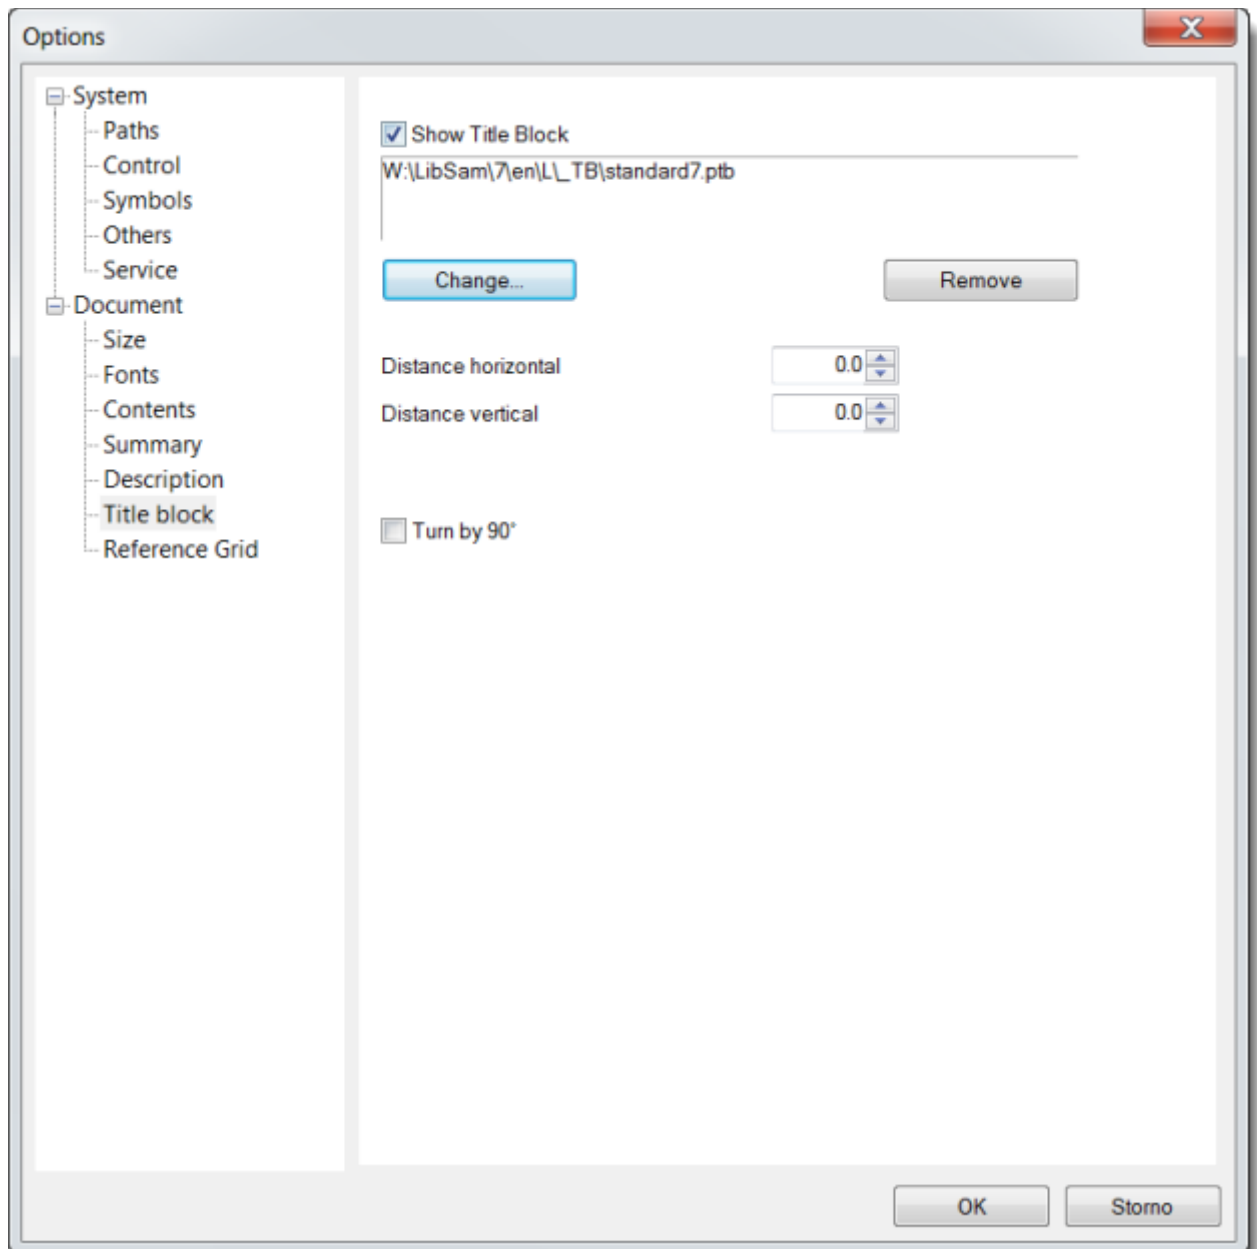 Options
System
Paths
Control
Symbols
Others
Service
Document
Size
Fonts
Contents
Summary
Description
Title block
Reference Grid
Show Title Block
W:\LibSam\7\en\L\_TB\standard7.ptb
Change...
Remove
Distance horizontal
0.0
Distance vertical
0.0
Turn by 90°
OK
Storno